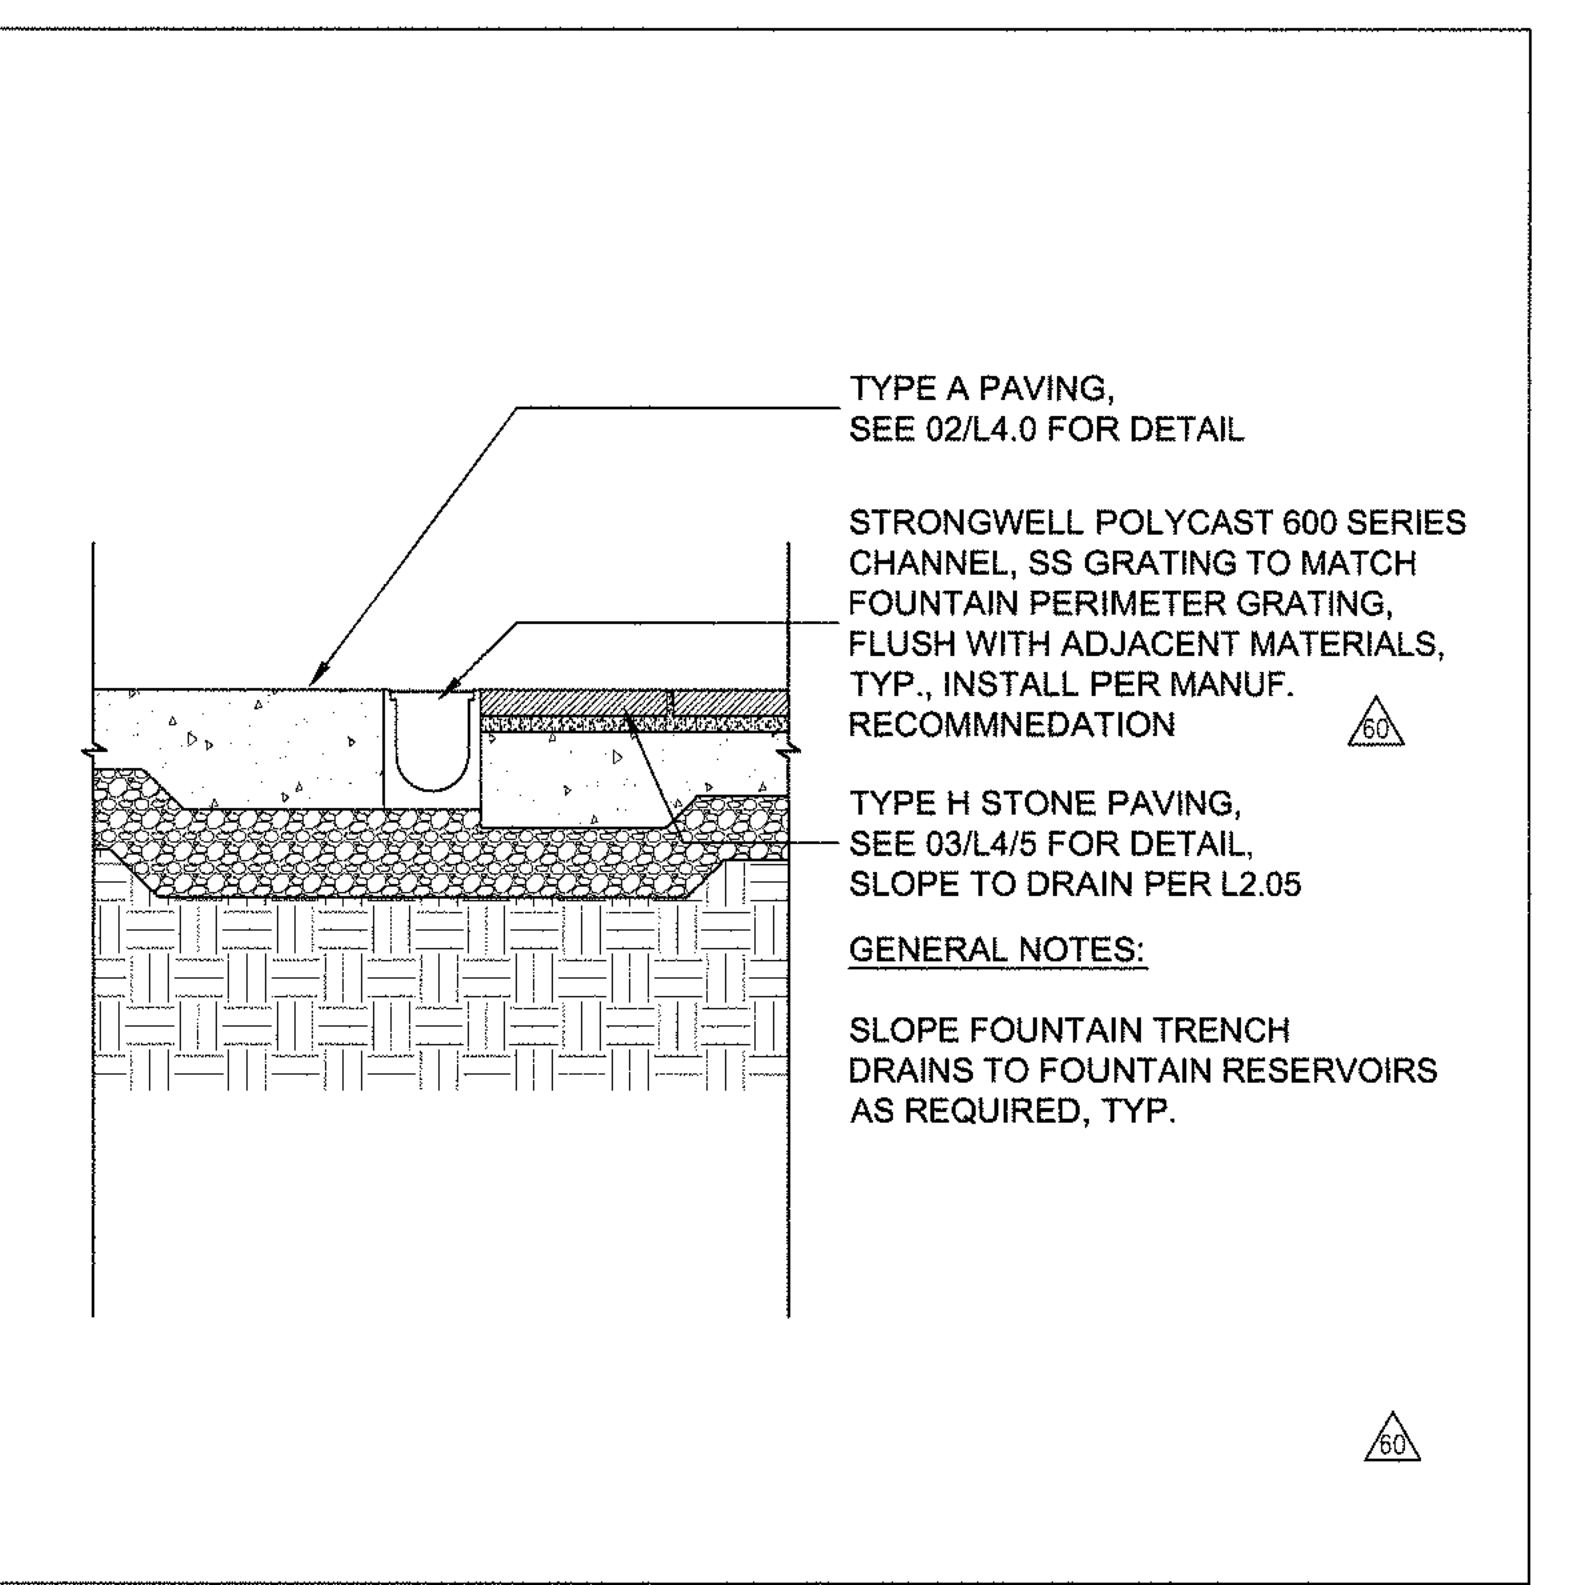 TYPE A PAVING,
SEE 02/L4.0 FOR DETAIL
STRONGWELL POLYCAST 600 SERIES
CHANNEL, SS GRATING TO MATCH
FOUNTAIN PERIMETER GRATING,
FLUSH WITH ADJACENT MATERIALS,
TYP., INSTALL PER MANUF.
RECOMMNEDATION
60
TYPE H STONE PAVING,
SEE 03/L4/5 FOR DETAIL,
SLOPE TO DRAIN PER L2.05
GENERAL NOTES:
SLOPE FOUNTAIN TRENCH
DRAINS TO FOUNTAIN RESERVOIRS
AS REQUIRED, TYP.
60